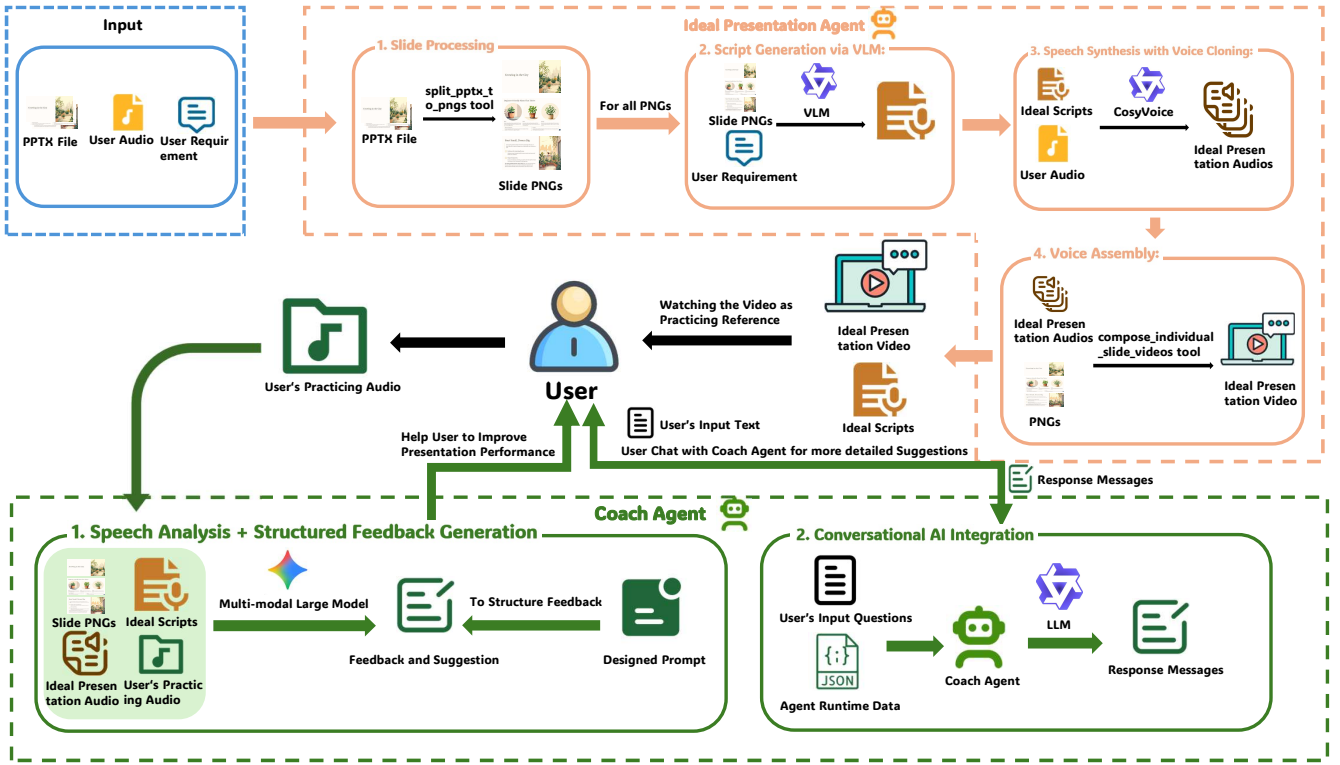 Input
PPTX File
User Audio
User Requir
ement
Ideal Presentation Agent
1. Slide Processing
PPTX File
split_pptx_t
o_pngs tool
Slide PNGs
For all PNGs
2. Script Generation via VLM:
Slide PNGs
VLM
User Requirement
3. Speech Synthesis with Voice Cloning:
Ideal Scripts
CosyVoice
User Audio
Ideal Presen
tation Audios
4. Voice Assembly:
Ideal Presen
tation Audios
compose_individual
_slide_videos tool
PNGs
Ideal Presen
tation Video
Ideal Presen
tation Video
Ideal Scripts
Watching the Video as
Practicing Reference
User
User's Practicing Audio
Help User to Improve
Presentation Performance
User's Input Text
User Chat with Coach Agent for more detailed Suggestions
Response Messages
Coach Agent
1. Speech Analysis + Structured Feedback Generation
Slide PNGs
Ideal Scripts
Ideal Presen
tation Audio
User's Practic
ing Audio
Multi-modal Large Model
Feedback and Suggestion
To Structure Feedback
Designed Prompt
2. Conversational AI Integration
User's Input Questions
{;}
JSON
Agent Runtime Data
Coach Agent
LLM
Response Messages